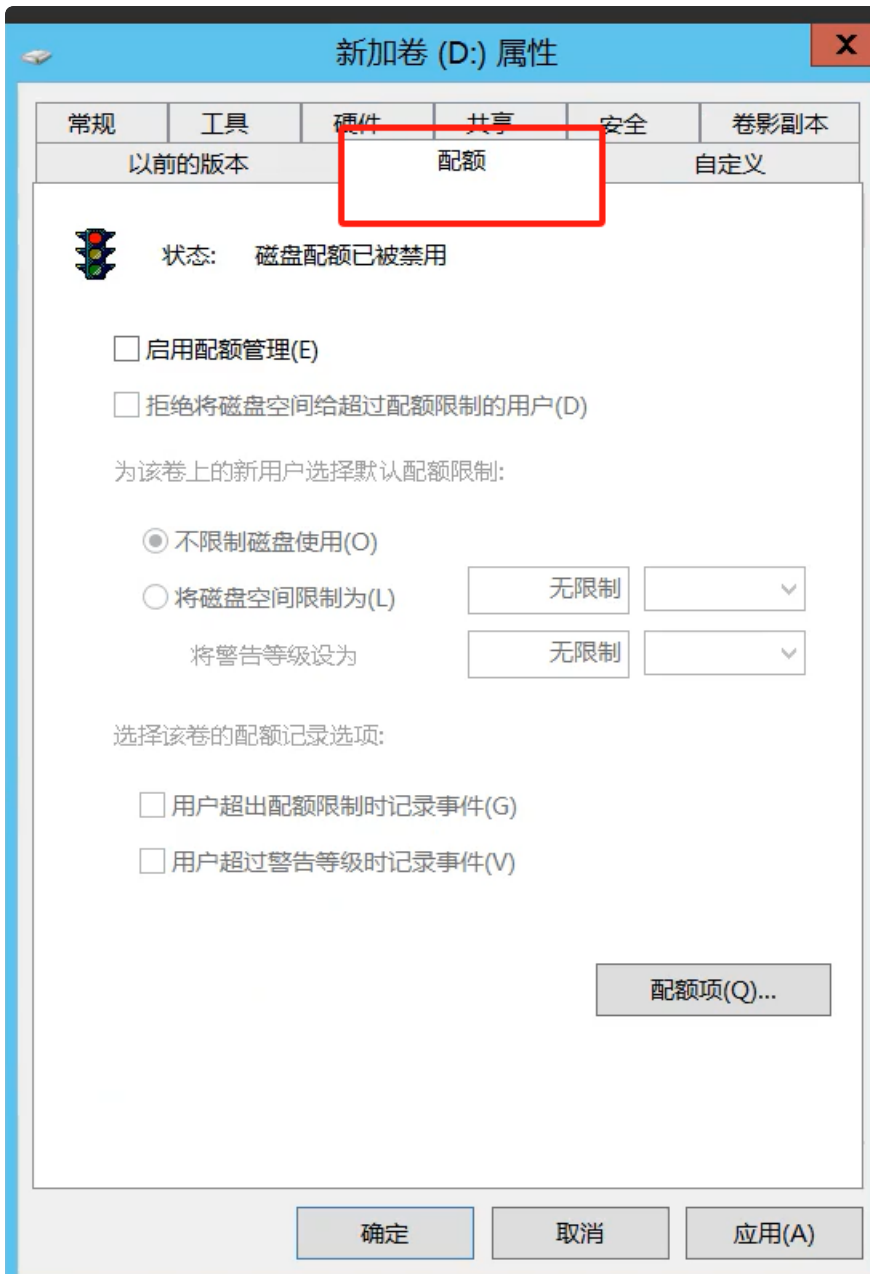 新加卷 (D:) 属性
X
常规 工具 硬件 共享 安全 卷影副本
以前的版本 配额 自定义
状态: 磁盘配额已被禁用
启用配额管理(E)
拒绝将磁盘空间给超过配额限制的用户(D)
为该卷上的新用户选择默认配额限制:
不限制磁盘使用(O)
将磁盘空间限制为(L) 无限制
将警告等级设为 无限制
选择该卷的配额记录选项:
用户超出配额限制时记录事件(G)
用户超过警告等级时记录事件(V)
配额项(Q)...
确定 取消 应用(A)